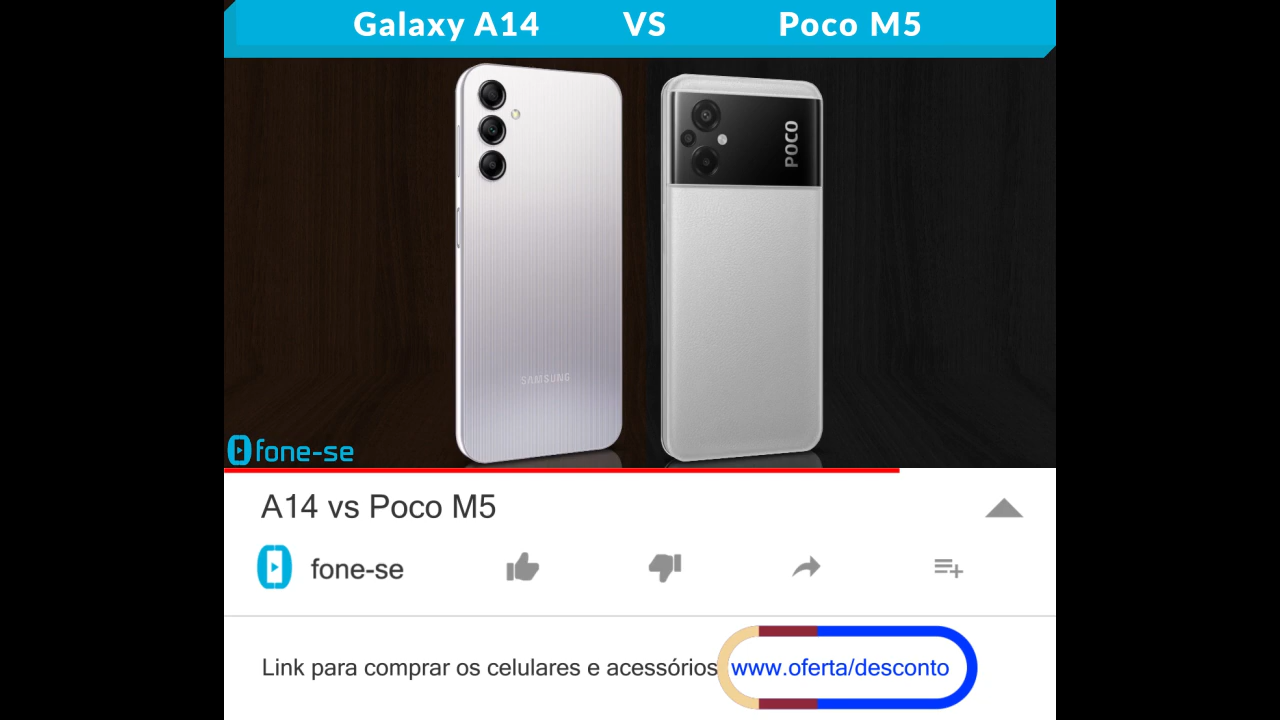 Galaxy A14 VS Poco M5
POCO
SAMSUNG
fone-se
A14 vs Poco M5
fone-se
Link para comprar os celulares e acessórios www.oferta/desconto